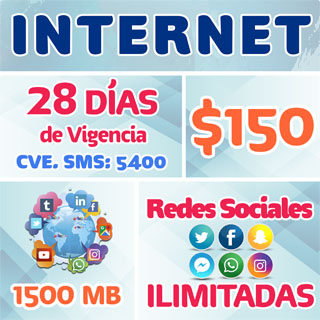 INTERNET
28 DÍAS
de Vigencia
CVE. SMS: 5400
$150
1500 MB
Redes Sociales
ILIMITADAS